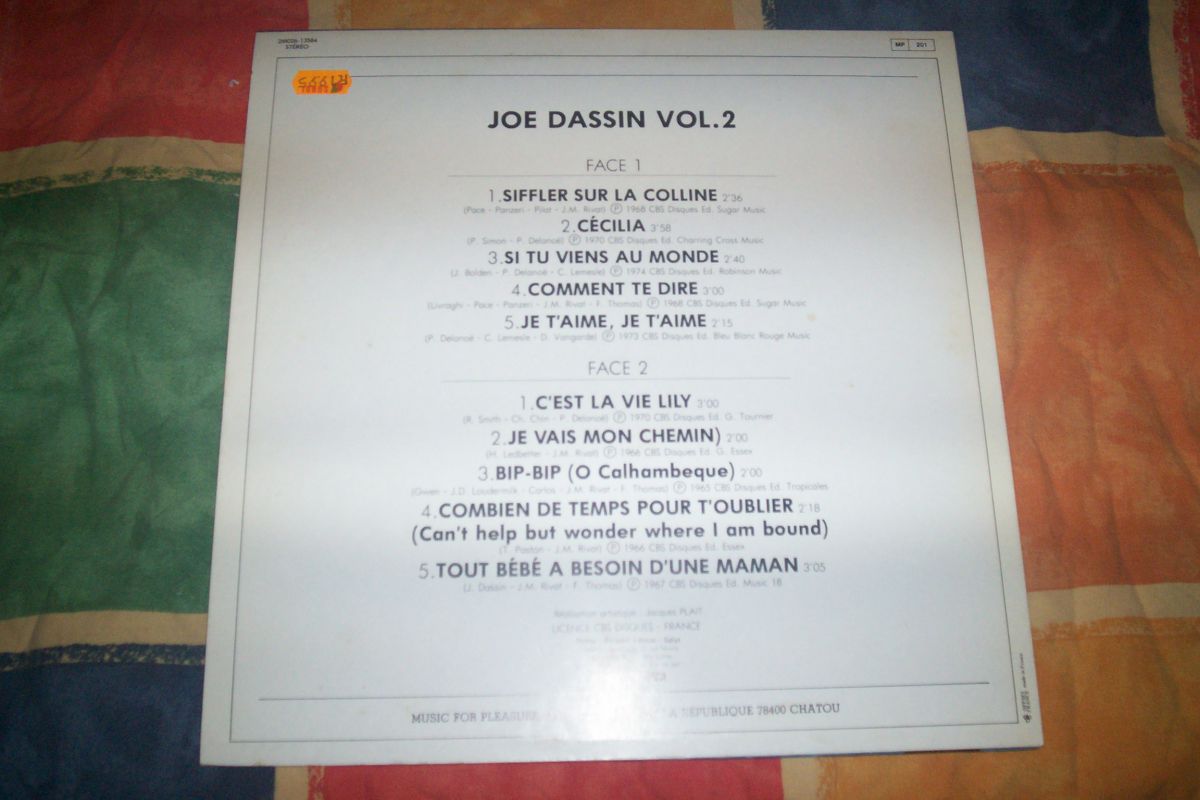 STÉRÉO
MP 201
JOE DASSIN VOL.2
FACE 1
1.SIFFLER SUR LA COLLINE 2'36
(Pace - Panzeri - Pilat - J.M. Rivat) Ⓟ 1968 CBS Disques Ed. Sugar Music
2.CÉCILIA 3'58
(P. Simon - P. Delanoé) Ⓟ 1970 CBS Disques Ed. Charring Cross Music
3.SI TU VIENS AU MONDE 2'40
(J. Bolden - P. Delanoé - C. Lemesle) Ⓟ 1974 CBS Disques Ed. Robinson Music
4.COMMENT TE DIRE 3'00
(Livraghi - Pace - Panzeri - J.M. Rivat - F. Thomas) Ⓟ 1968 CBS Disques Ed. Sugar Music
5.JE T'AIME, JE T'AIME 2'15
(P. Delanoé - C. Lemesle - D. Vangarde) Ⓟ 1973 CBS Disques Ed. Bleu Blanc Rouge Music
FACE 2
1.C'EST LA VIE LILY 3'00
(R. Smith - Ch. Chin - P. Delanoé) Ⓟ 1970 CBS Disques Ed. G. Tournier
2.JE VAIS MON CHEMIN) 2'00
(H. Ledbetter - J.M. Rivat) Ⓟ 1966 CBS Disques Ed. G. Essex
3.BIP-BIP (O Calhambeque) 2'00
(Gwen - J.D. Loudermilk - Carlos - J.M. Rivat - F. Thomas) Ⓟ 1965 CBS Disques Ed. Tropicales
4.COMBIEN DE TEMPS POUR T'OUBLIER 2'18
(Can't help but wonder where I am bound)
(T. Paxton - J.M. Rivat) Ⓟ 1966 CBS Disques Ed. Essex
5.TOUT BÉBÉ A BESOIN D'UNE MAMAN 3'05
(J. Dassin - J.M. Rivat - F. Thomas) Ⓟ 1967 CBS Disques Ed. Music 18
Réalisation artistique : Jacques PLAIT
LICENCE CBS DISQUES - FRANCE
MUSIC FOR PLEASURE LA RÉPUBLIQUE 78400 CHATOU